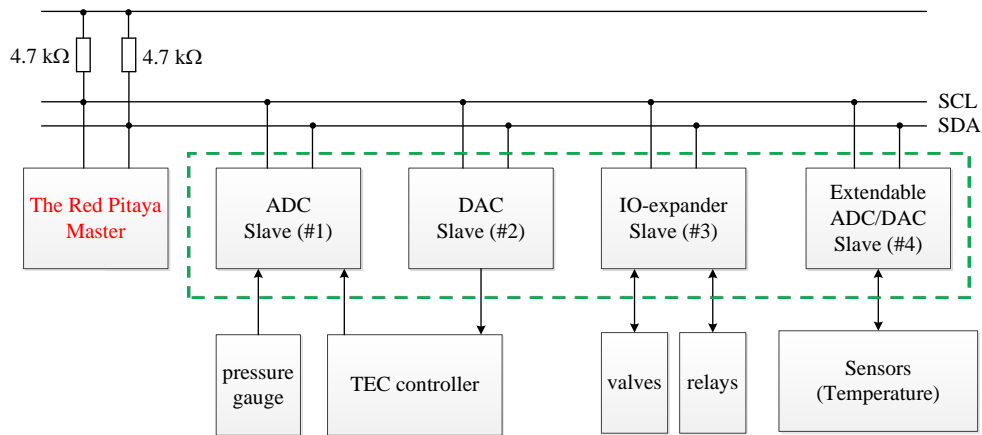 4.7 kΩ
4.7 kΩ
SCL
SDA
The Red Pitaya
Master
ADC
Slave (#1)
DAC
Slave (#2)
IO-expander
Slave (#3)
Extendable
ADC/DAC
Slave (#4)
pressure
gauge
TEC controller
valves
relays
Sensors
(Temperature)